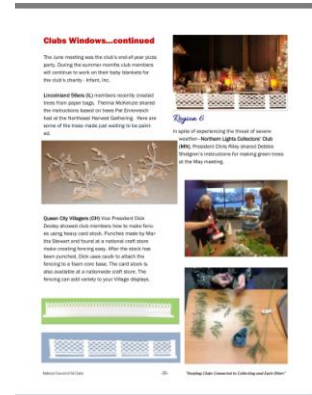 Clubs Windows...continued
The June meeting was the club's end-of-year pizza
party. During the summer months club members
will continue to work on their baby blankets for
the club's charity - Infant, Inc.
Lincolnland 56ers (IL) members recently created
trees from paper bags. Thelma McKenzie shared
the instructions based on trees Pat
had at the Northeast Harvest Gathering. Here are
some of the trees made just waiting to be paint-
ed.
Queen City Villagers (OH) Vice President Dick
Dooley showed club members how to make fenc-
es using heavy card stock. Punches made by Mar-
tha Stewart and found at a national craft store
make creating fencing easy. After the stock has
been punched, Dick uses caulk to attach the
fencing to a foam core base. The card stock is
also available at a nationwide craft store. The
fencing can add variety to your Village displays.
Region 6
In spite of experiencing the threat of severe
weather—Northern Lights Collectors' Club
(MN), President Chris Riley shared Debbie
instructions for making green trees
at the May meeting.
National Council of 56 Clubs
"Keeping Clubs Connected to Collecting and Each Other"